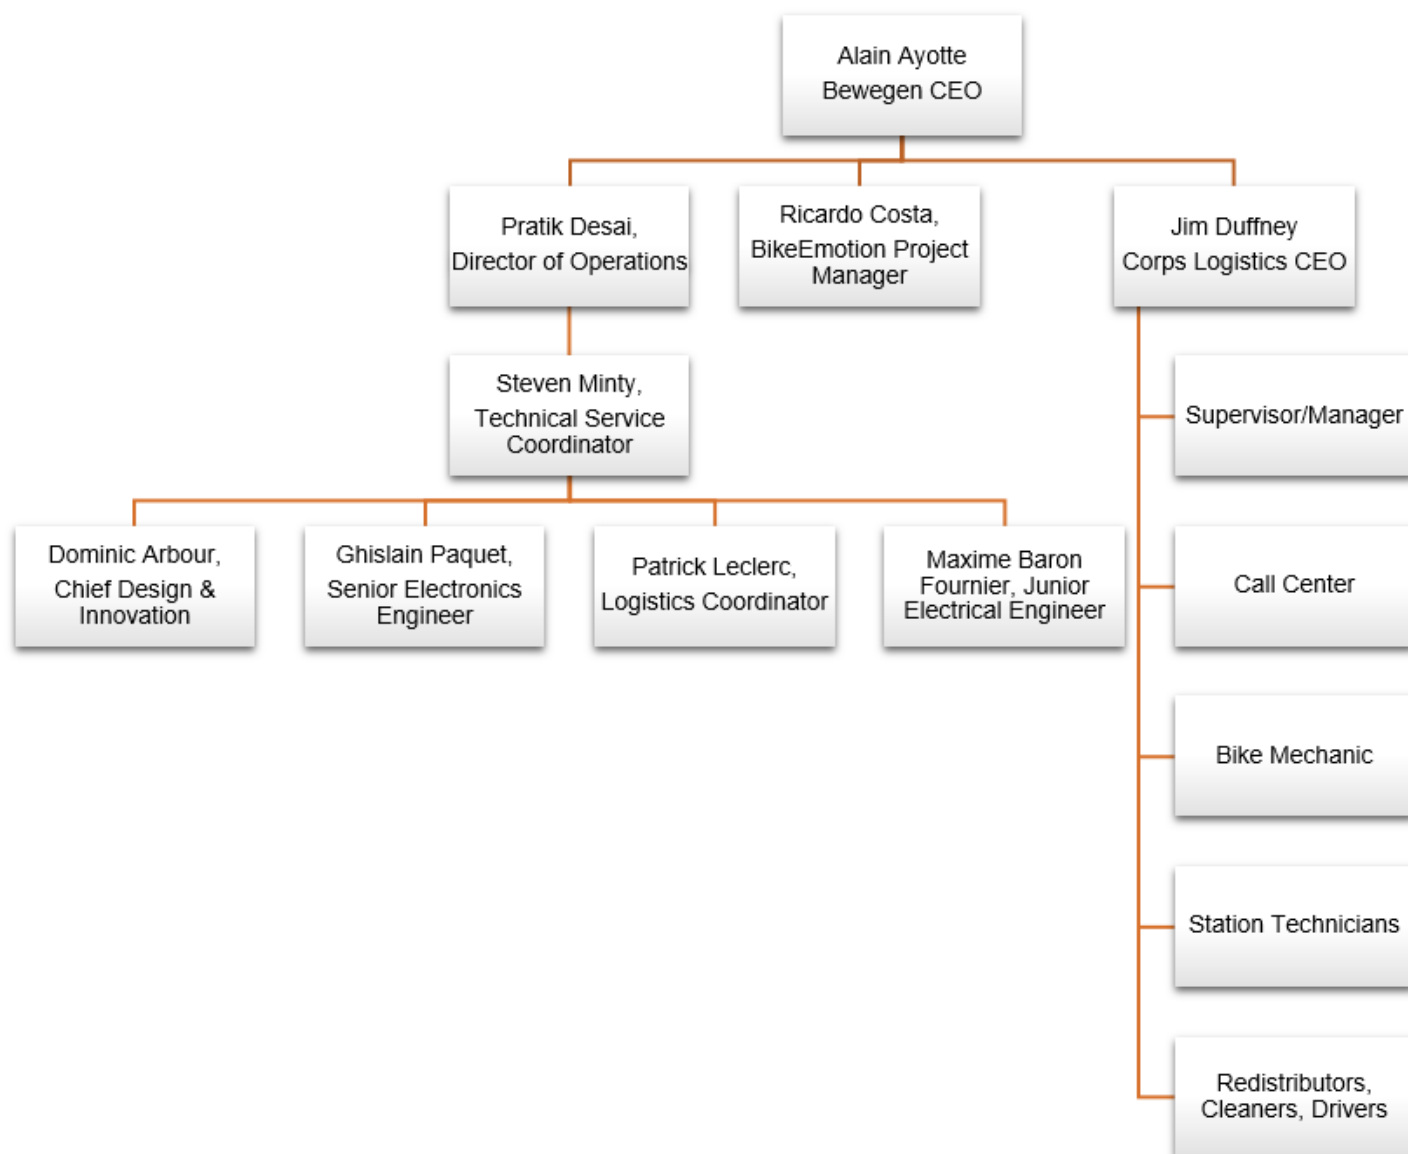 Alain Ayotte
Bewegen CEO
Pratik Desai,
Director of Operations
Ricardo Costa,
BikeEmotion Project
Manager
Jim Duffney
Corps Logistics CEO
Steven Minty,
Technical Service
Coordinator
Dominic Arbour,
Chief Design &
Innovation
Ghislain Paquet,
Senior Electronics
Engineer
Patrick Leclerc,
Logistics Coordinator
Maxime Baron
Fournier, Junior
Electrical Engineer
Supervisor/Manager
Call Center
Bike Mechanic
Station Technicians
Redistributors,
Cleaners, Drivers